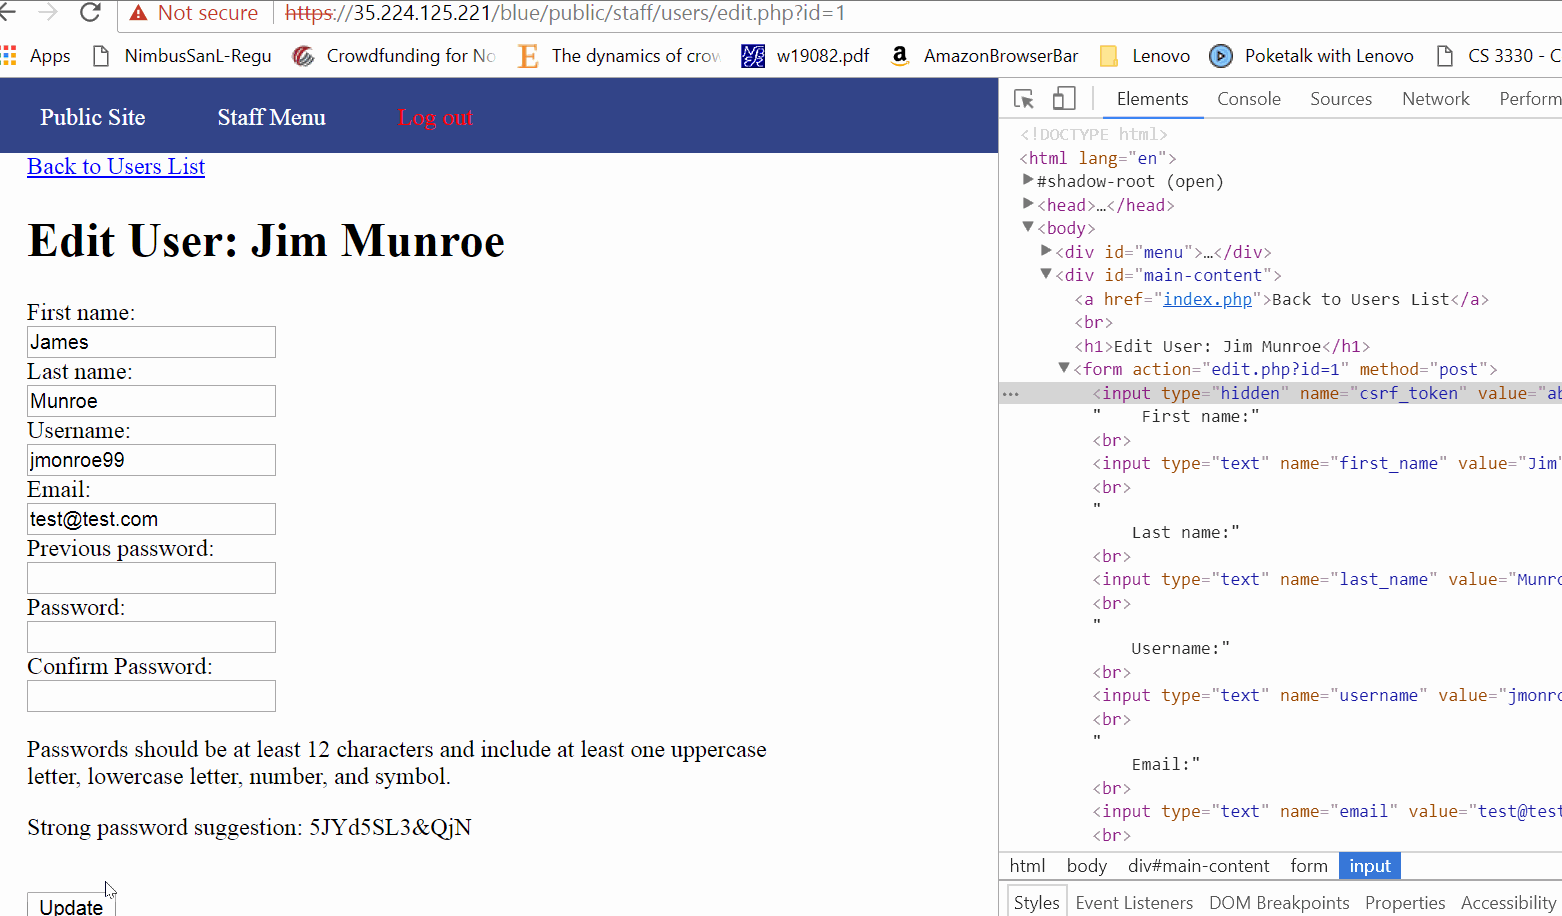 Not secure https://35.224.125.221/blue/public/staff/users/edit.php?id=1
Apps NimbusSanL-Regu Crowdfunding for No The dynamics of crow w19082.pdf AmazonBrowserBar Lenovo Poketalk with Lenovo CS 3330 - C
Public Site Staff Menu Log out
Back to Users List
Edit User: Jim Munroe
First name:
James
Last name:
Munroe
Username:
jmonroe99
Email:
test@test.com
Previous password:
Password:
Confirm Password:
Passwords should be at least 12 characters and include at least one uppercase
letter, lowercase letter, number, and symbol.
Strong password suggestion: 5JYd5SL3&QjN
Update
Elements Console Sources Network Perform
<!DOCTYPE html>
<html lang="en">
#shadow-root (open)
<head>…</head>
<body>
<div id="menu">…</div>
<div id="main-content">
<a href="index.php">Back to Users List</a>
<br>
<h1>Edit User: Jim Munroe</h1>
<form action="edit.php?id=1" method="post">
<input type="hidden" name="csrf_token" value="ab
" First name:"
<br>
<input type="text" name="first_name" value="Jim"
<br>
"
Last name:"
<br>
<input type="text" name="last_name" value="Munro
<br>
"
Username:"
<br>
<input type="text" name="username" value="jmonro
<br>
"
Email:"
<br>
<input type="text" name="email" value="test@test
<br>
html body div#main-content form input
Styles Event Listeners DOM Breakpoints Properties Accessibility